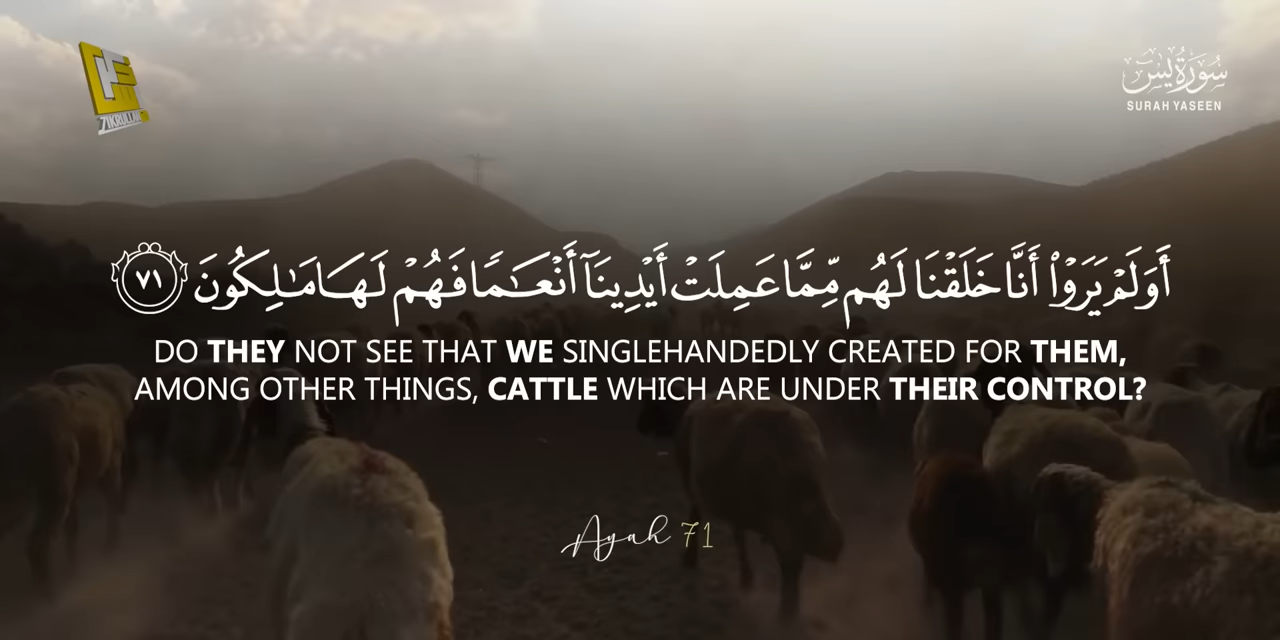 ZIKRULLAH
سُورَةُ يسٓ
SURAH YASEEN
أَوَلَمْ يَرَوْا۟ أَنَّا خَلَقْنَا لَهُم مِّمَّا عَمِلَتْ أَيْدِينَآ أَنْعَـٰمًا فَهُمْ لَهَا مَـٰلِكُونَ ٧١
DO THEY NOT SEE THAT WE SINGLEHANDEDLY CREATED FOR THEM,
AMONG OTHER THINGS, CATTLE WHICH ARE UNDER THEIR CONTROL?
Ayah 71